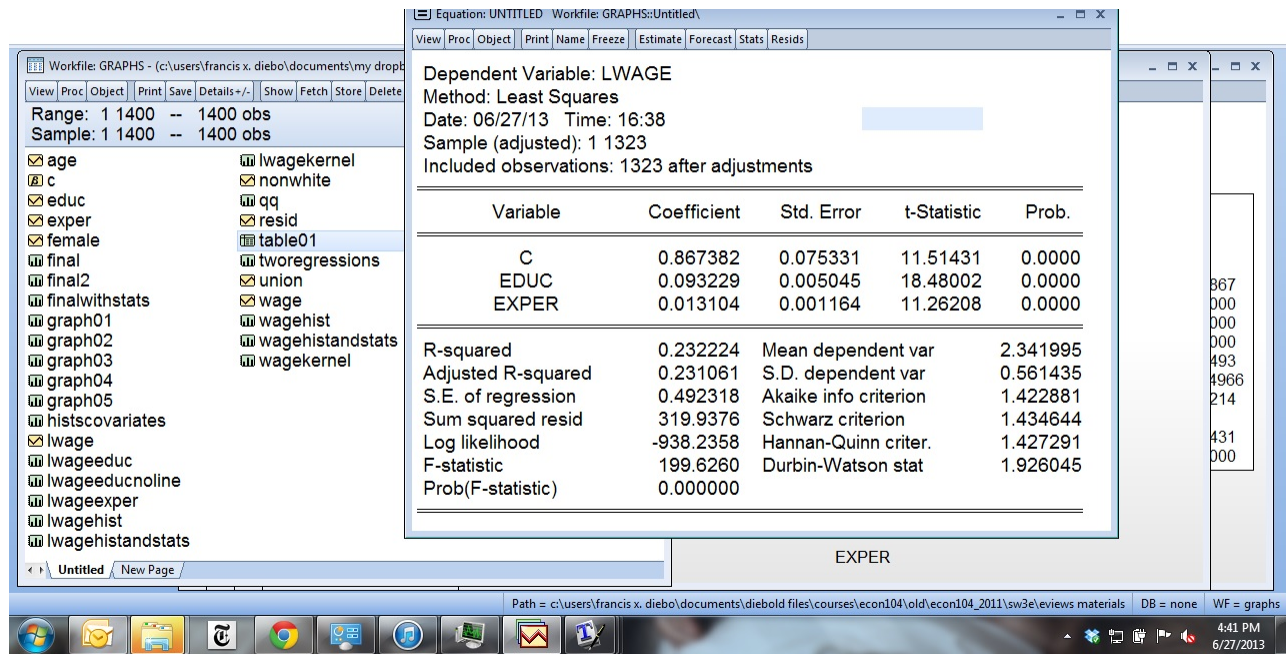 Equation: UNTITLED Workfile: GRAPHS::Untitled\
View Proc Object Print Name Freeze Estimate Forecast Stats Resids
Dependent Variable: LWAGE
Method: Least Squares
Date: 06/27/13 Time: 16:38
Sample (adjusted): 1 1323
Included observations: 1323 after adjustments
Variable Coefficient Std. Error t-Statistic Prob.
C 0.867382 0.075331 11.51431 0.0000
EDUC 0.093229 0.005045 18.48002 0.0000
EXPER 0.013104 0.001164 11.26208 0.0000
R-squared 0.232224 Mean dependent var 2.341995
Adjusted R-squared 0.231061 S.D. dependent var 0.561435
S.E. of regression 0.492318 Akaike info criterion 1.422881
Sum squared resid 319.9376 Schwarz criterion 1.434644
Log likelihood -938.2358 Hannan-Quinn criter. 1.427291
F-statistic 199.6260 Durbin-Watson stat 1.926045
Prob(F-statistic) 0.000000
Workfile: GRAPHS - (c:\users\francis x. diebo\documents\my dropb
View Proc Object Print Save Details+/- Show Fetch Store Delete
Range: 1 1400 -- 1400 obs
Sample: 1 1400 -- 1400 obs
age
c
educ
exper
female
final
final2
finalwithstats
graph01
graph02
graph03
graph04
graph05
histscovariates
lwage
lwageeduc
lwageeducnoline
lwageexper
lwagehist
lwagehistandstats
lwagekernel
nonwhite
qq
resid
table01
tworegressions
union
wage
wagehist
wagehistandstats
wagekernel
Untitled New Page
867
000
000
000
493
4966
214
431
000
EXPER
Path = c:\users\francis x. diebo\documents\diebold files\courses\econ104\old\econ104_2011\sw3e\eviews materials DB = none WF = graphs
4:41 PM
6/27/2013